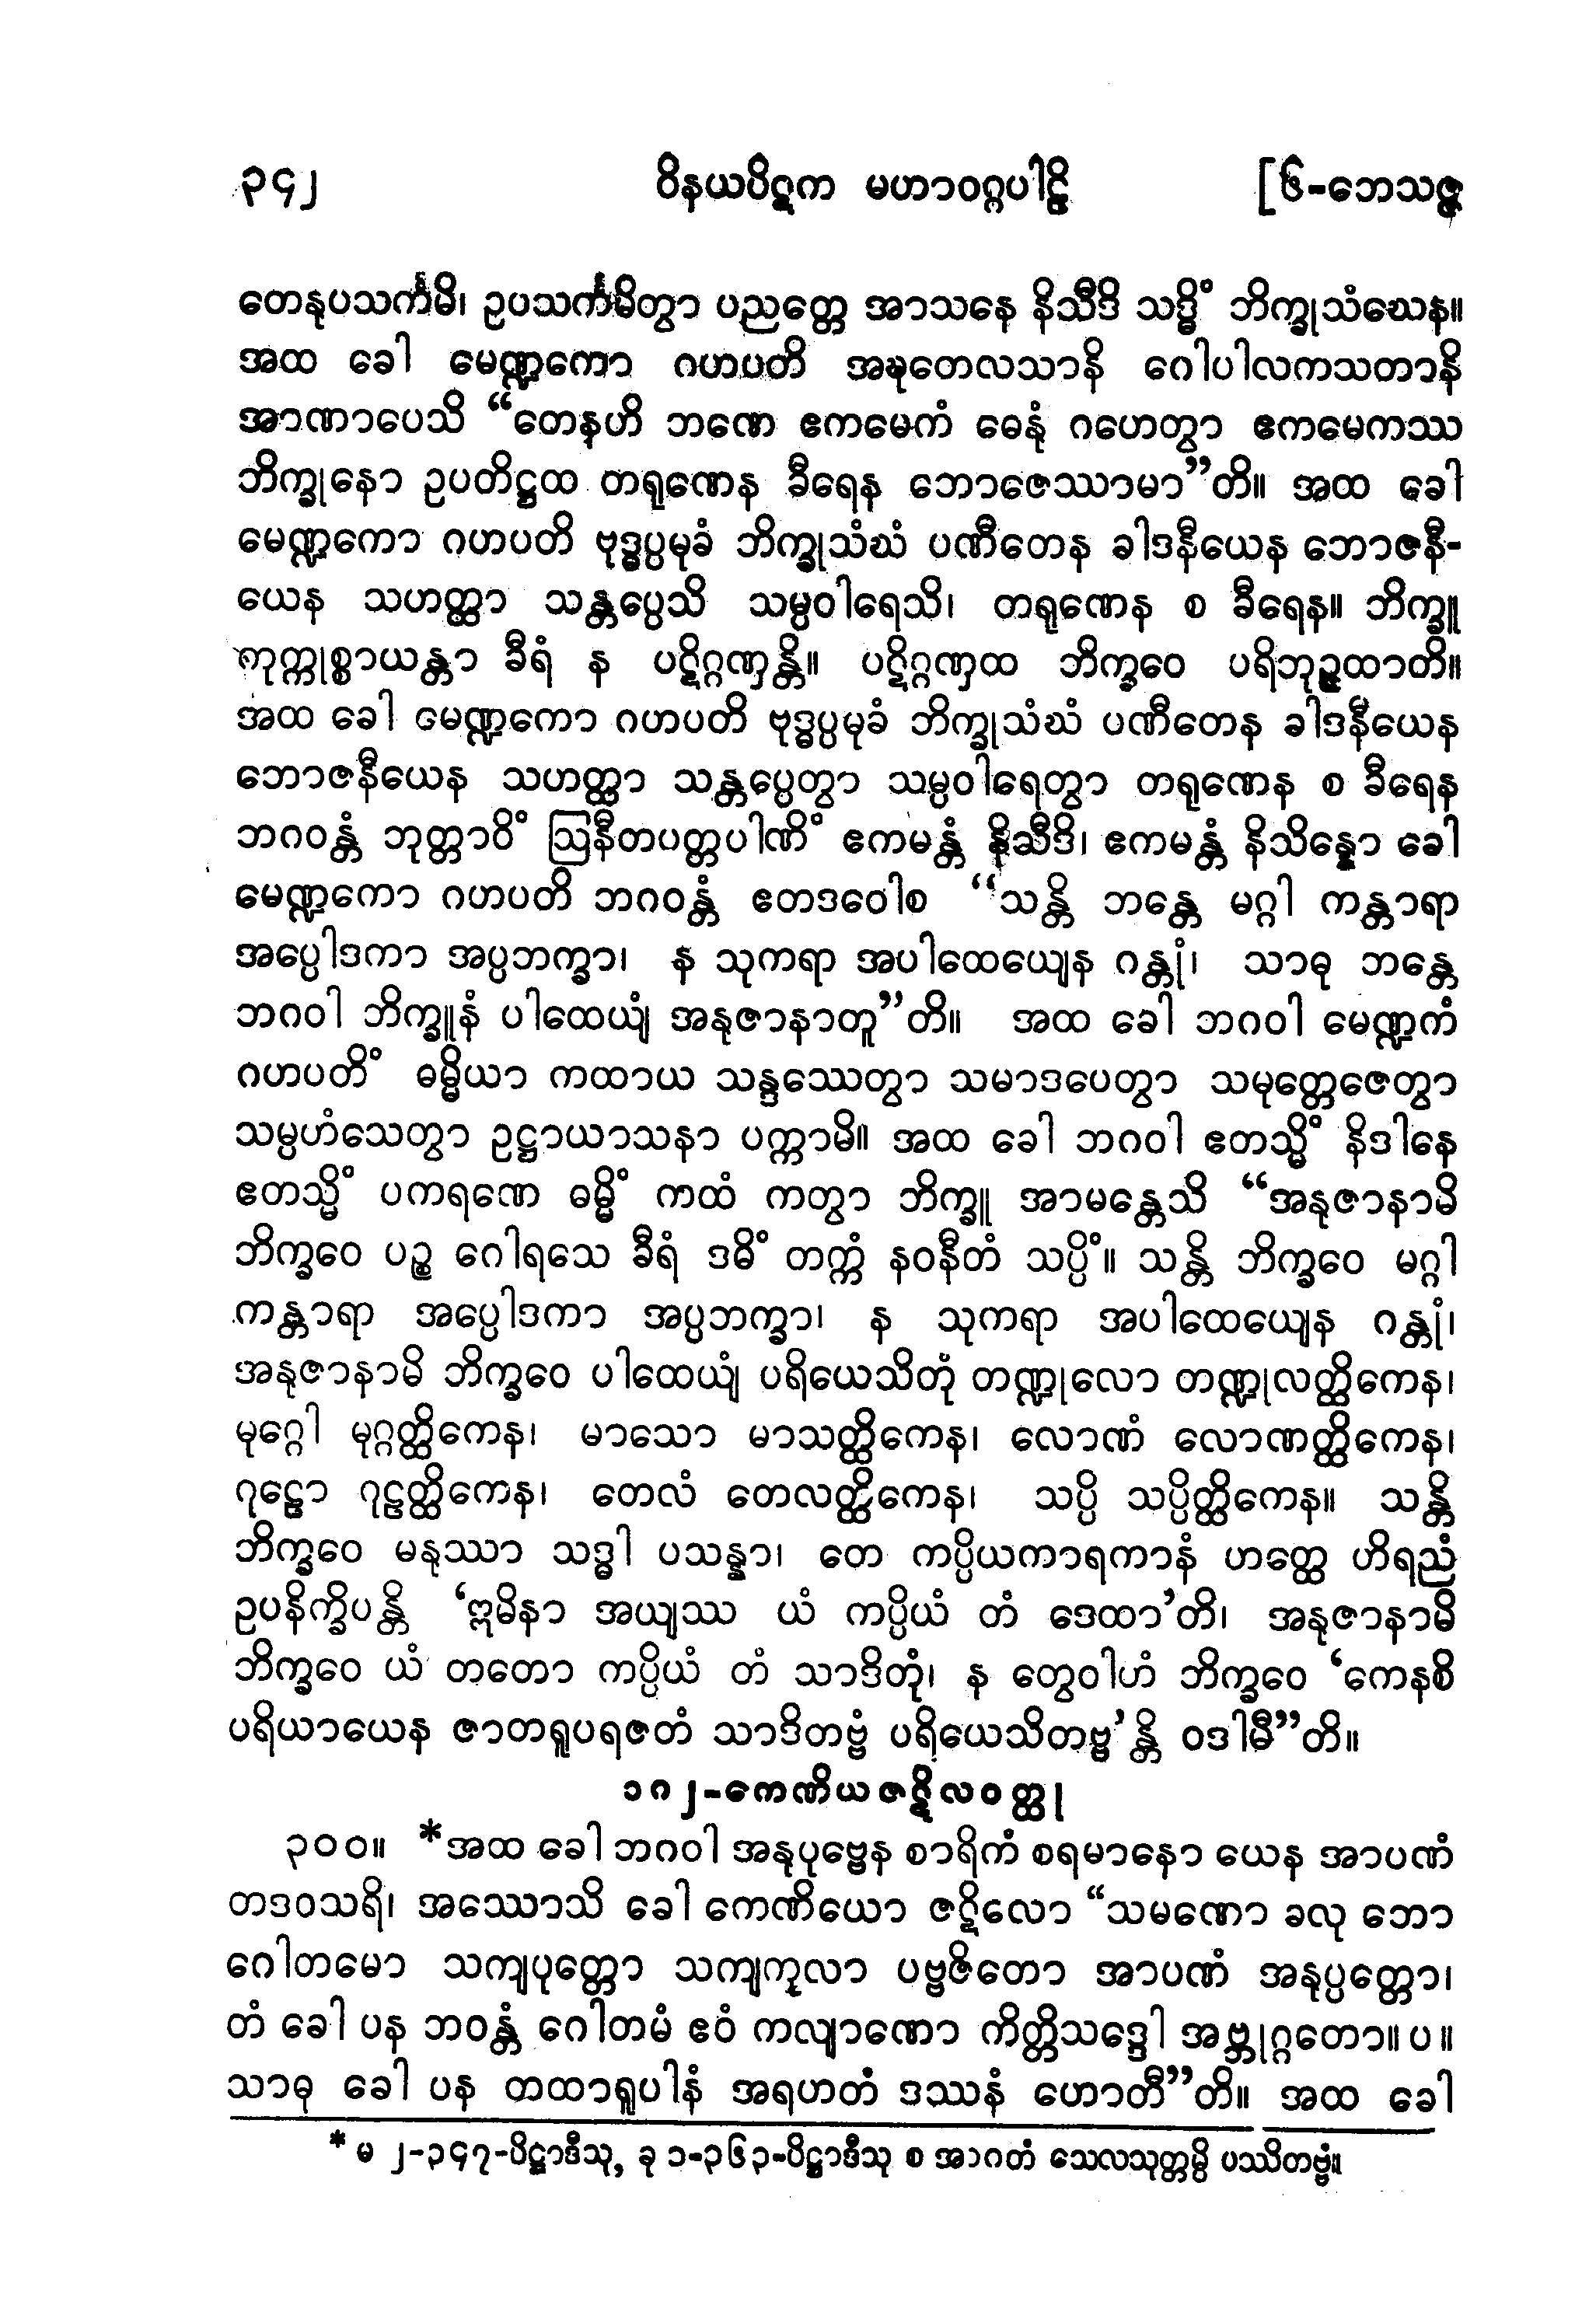 ၃၄၂ ဝိနယပိဋက မဟာဝဂ္ဂပါဠိ [၆-ဘေသဇ္ဇ
တေနုပသင်္ကမိ၊ ဥပသင်္ကမိတွာ ပညတ္တေ အာသနေ နိသီဒိ သဒ္ဓိံ ဘိက္ခုသံဃေန။
အထ ခေါ မေဏ္ဍကော ဂဟပတိ အဍ္ဎတေလသာနိ ဂေါပါလကသတာနိ
အာဏာပေသိ “တေနဟိ ဘဏေ ဧကမေကံ ဓေနုံ ဂဟေတွာ ဧကမေကဿ
ဘိက္ခုနော ဥပတိဋ္ဌထ တရုဏေန ခီရေန ဘောဇေဿာမာ”တိ။ အထ ခေါ
မေဏ္ဍကော ဂဟပတိ ဗုဒ္ဓပ္ပမုခံ ဘိက္ခုသံဃံ ပဏီတေန ခါဒနီယေန ဘောဇနီ-
ယေန သဟတ္ထာ သန္တပ္ပေသိ သမ္ပဝါရေသိ၊ တရုဏေန စ ခီရေန။ ဘိက္ခူ
ကုက္ကုစ္စာယန္တာ ခီရံ န ပဋိဂ္ဂဏှန္တိ။ ပဋိဂ္ဂဏှထ ဘိက္ခဝေ ပရိဘုဉ္ဇထာတိ။
အထ ခေါ မေဏ္ဍကော ဂဟပတိ ဗုဒ္ဓပ္ပမုခံ ဘိက္ခုသံဃံ ပဏီတေန ခါဒနီယေန
ဘောဇနီယေန သဟတ္ထာ သန္တပ္ပေတွာ သမ္ပဝါရေတွာ တရုဏေန စ ခီရေန
ဘဂဝန္တံ ဘုတ္တာဝိံ ဩနီတပတ္တပါဏိံ ဧကမန္တံ နိသီဒိ၊ ဧကမန္တံ နိသိန္နော ခေါ
မေဏ္ဍကော ဂဟပတိ ဘဂဝန္တံ ဧတဒဝေါစ “သန္တိ ဘန္တေ မဂ္ဂါ ကန္တာရာ
အပ္ပေါဒကာ အပ္ပဘက္ခာ၊ န သုကရာ အပါထေယျေန ဂန္တုံ၊ သာဓု ဘန္တေ
ဘဂဝါ ဘိက္ခူနံ ပါထေယျံ အနုဇာနာတူ”တိ။ အထ ခေါ ဘဂဝါ မေဏ္ဍကံ
ဂဟပတိံ ဓမ္မိယာ ကထာယ သန္ဒဿေတွာ သမာဒပေတွာ သမုတ္တေဇေတွာ
သမ္ပဟံသေတွာ ဥဋ္ဌာယာသနာ ပက္ကာမိ။ အထ ခေါ ဘဂဝါ ဧတသ္မိံ နိဒါနေ
ဧတသ္မိံ ပကရဏေ ဓမ္မိံ ကထံ ကတွာ ဘိက္ခူ အာမန္တေသိ “အနုဇာနာမိ
ဘိက္ခဝေ ပဉ္စ ဂေါရသေ ခီရံ ဒဓိံ တက္ကံ နဝနီတံ သပ္ပိံ။ သန္တိ ဘိက္ခဝေ မဂ္ဂါ
ကန္တာရာ အပ္ပေါဒကာ အပ္ပဘက္ခာ၊ န သုကရာ အပါထေယျေန ဂန္တုံ၊
အနုဇာနာမိ ဘိက္ခဝေ ပါထေယျံ ပရိယေသိတုံ တဏ္ဍုလော တဏ္ဍုလတ္ထိကေန၊
မုဂ္ဂေါ မုဂ္ဂတ္ထိကေန၊ မာသော မာသတ္ထိကေန၊ လောဏံ လောဏတ္ထိကေန၊
ဂုဠော ဂုဠတ္ထိကေန၊ တေလံ တေလတ္ထိကေန၊ သပ္ပိ သပ္ပိတ္ထိကေန။ သန္တိ
ဘိက္ခဝေ မနုဿာ သဒ္ဓါ ပသန္နာ၊ တေ ကပ္ပိယကာရကာနံ ဟတ္ထေ ဟိရညံ
ဥပနိက္ခိပန္တိ ‘ဣမိနာ အယျဿ ယံ ကပ္ပိယံ တံ ဒေထာ’တိ၊ အနုဇာနာမိ
ဘိက္ခဝေ ယံ တတော ကပ္ပိယံ တံ သာဒိတုံ၊ န တွေဝါဟံ ဘိက္ခဝေ ‘ကေနစိ
ပရိယာယေန ဇာတရူပရဇတံ သာဒိတဗ္ဗံ ပရိယေသိတဗ္ဗ’န္တိ ဝဒါမီ”တိ။
၁၈၂-ကေဏိယဇဋိလဝတ္ထု
၃၀၀။ *အထ ခေါ ဘဂဝါ အနုပုဗ္ဗေန စာရိကံ စရမာနော ယေန အာပဏံ
တဒဝသရိ၊ အဿောသိ ခေါ ကေဏိယော ဇဋိလော “သမဏော ခလု ဘော
ဂေါတမော သကျပုတ္တော သကျကုလာ ပဗ္ဗဇိတော အာပဏံ အနုပ္ပတ္တော၊
တံ ခေါ ပန ဘဝန္တံ ဂေါတမံ ဧဝံ ကလျာဏော ကိတ္တိသဒ္ဒေါ အဗ္ဘုဂ္ဂတော။ ပ။
သာဓု ခေါ ပန တထာရူပါနံ အရဟတံ ဒဿနံ ဟောတီ”တိ။ အထ ခေါ
* မ ၂-၃၄၇-ပိဋ္ဌာဒီသု, ခု ၁-၃၆၃-ပိဋ္ဌာဒီသု စ အာဂတံ သေလသုတ္တမ္ပိ ပဿိတဗ္ဗံ။